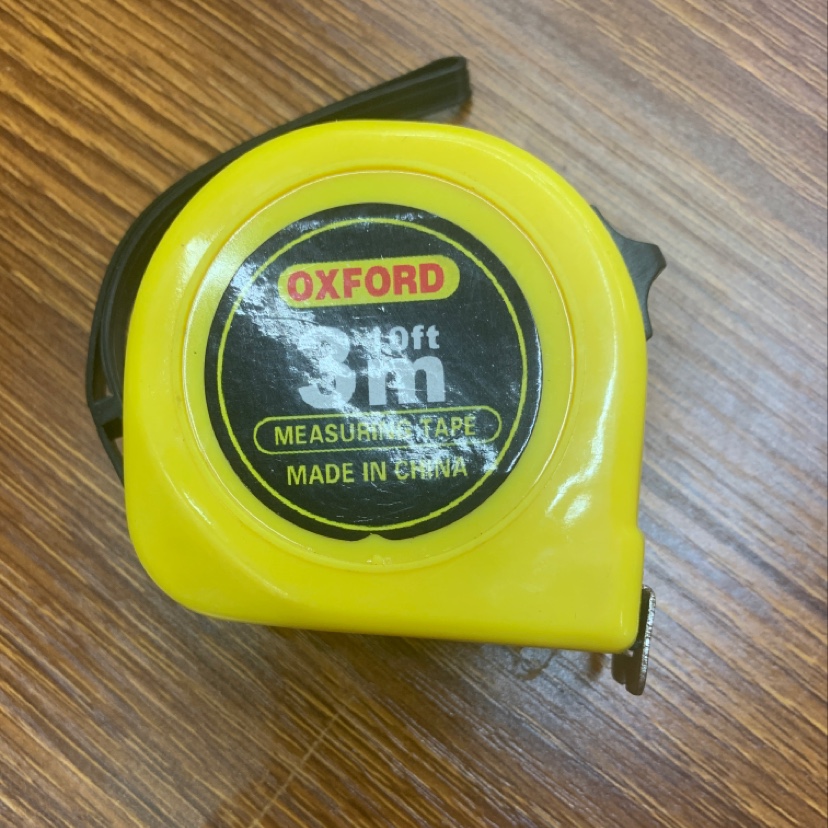 OXFORD
10ft
3m
MEASURING TAPE
MADE IN CHINA